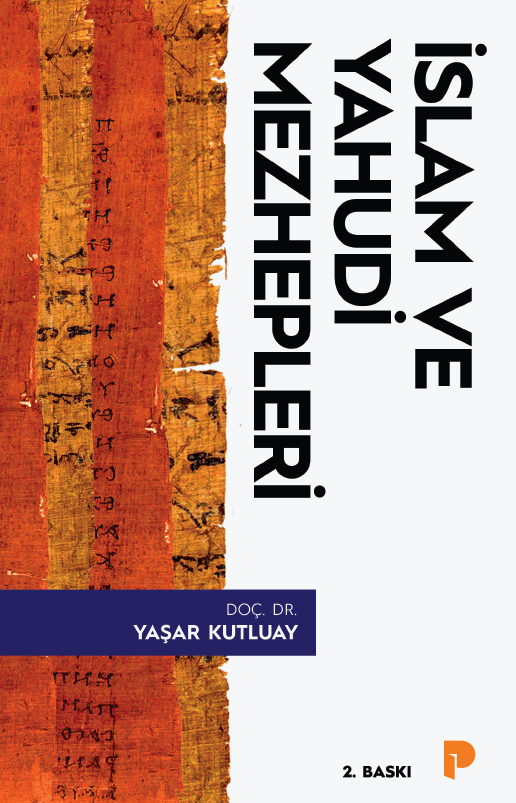 İSLAM VE
YAHUDİ
MEZHEPLERİ
DOÇ. DR.
YAŞAR KUTLUAY
2. BASKI